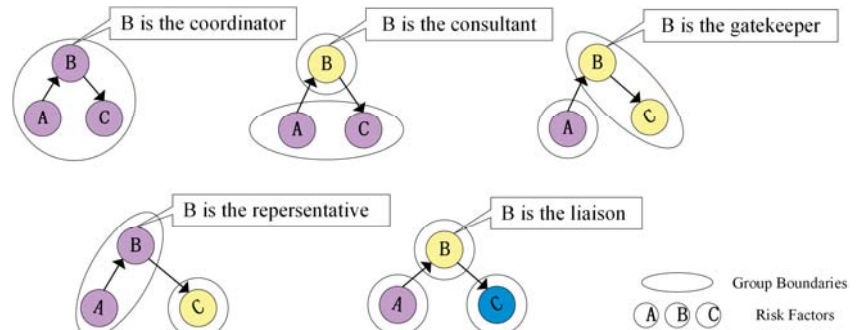 B is the coordinator
B is the consultant
B is the gatekeeper
B
B
B
A
C
A
C
A
C
B is the repersentative
B is the liaison
B
B
A
C
A
C
Group Boundaries
A B C Risk Factors